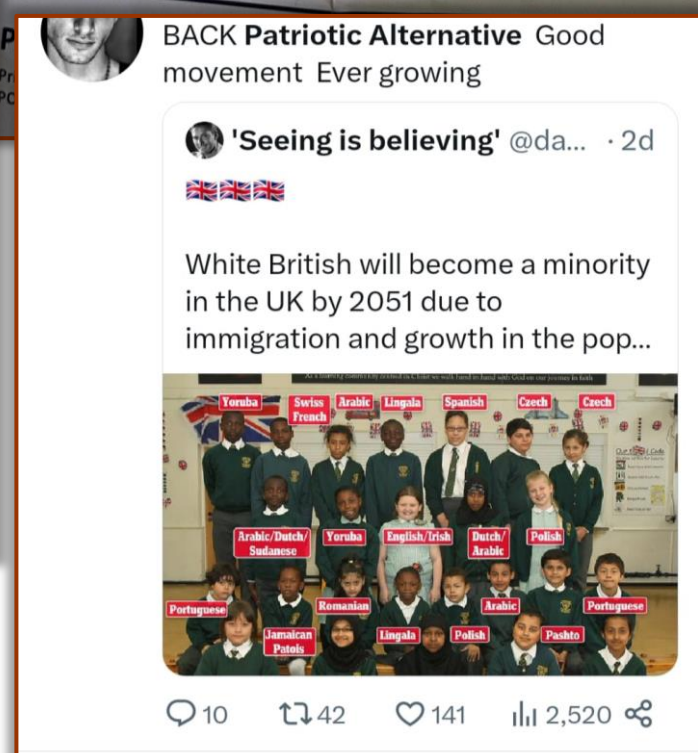 BACK Patriotic Alternative Good
movement Ever growing
'Seeing is believing' @da... · 2d
White British will become a minority
in the UK by 2051 due to
immigration and growth in the pop...
Yoruba
Swiss
French
Arabic
Lingala
Spanish
Czech
Czech
Arabic/Dutch/
Sudanese
Yoruba
English/Irish
Dutch/
Arabic
Polish
Portuguese
Romanian
Arabic
Portuguese
Jamaican
Patois
Lingala
Polish
Pashto
10
42
141
2,520